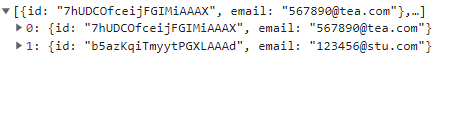 [{id: "7hUDCOfceijFGIMiAAAX", email: "567890@tea.com"},…]
0: {id: "7hUDCOfceijFGIMiAAAX", email: "567890@tea.com"}
1: {id: "b5azKqiTmyytPGXLAAAd", email: "123456@stu.com"}